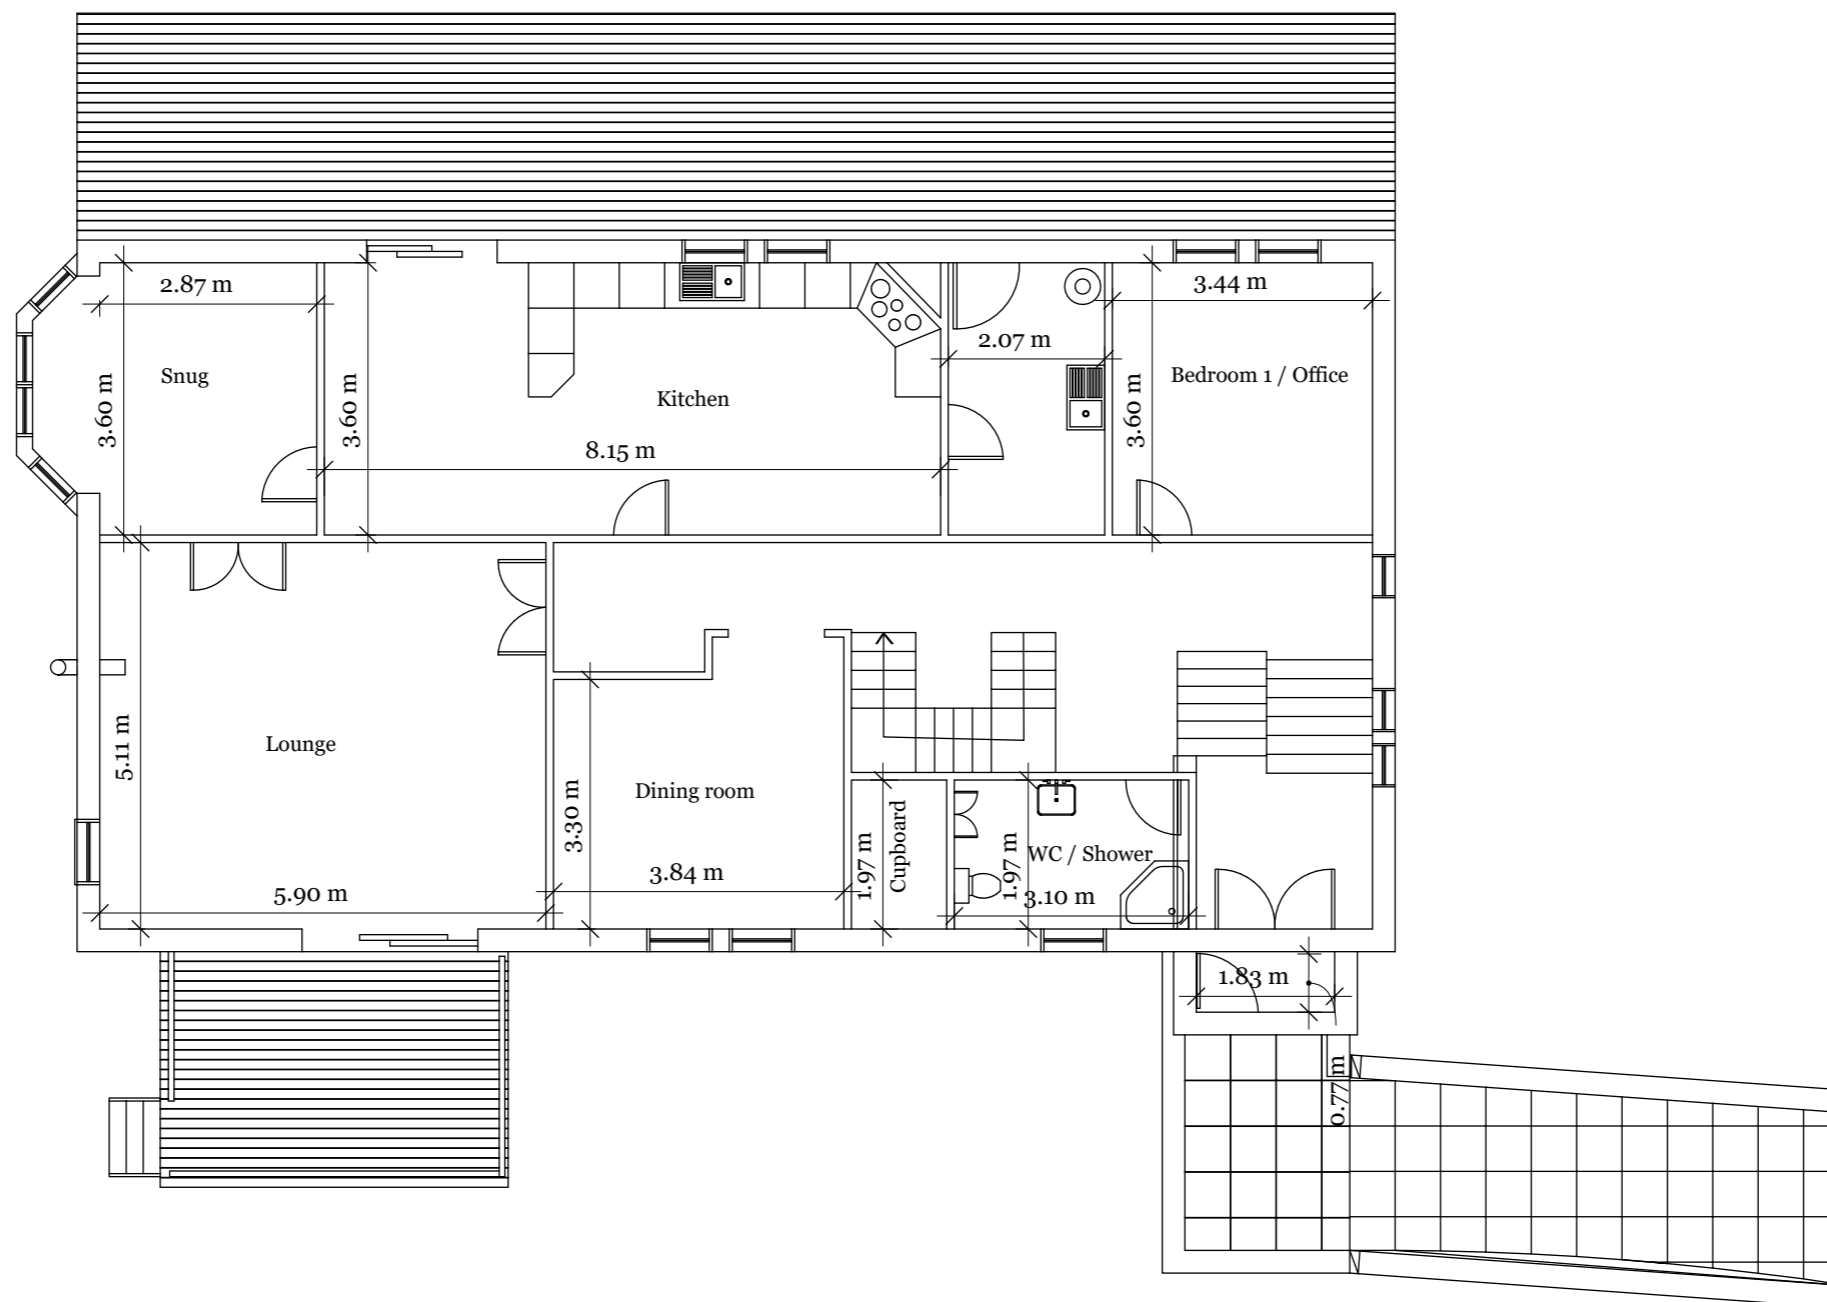 2.87 m
3.44 m
2.07 m
Snug
Kitchen
Bedroom 1 / Office
3.60 m
3.60 m
3.60 m
8.15 m
Lounge
5.11 m
Dining room
3.30 m
Cupboard
1.97 m
WC / Shower
1.97 m
3.84 m
5.90 m
3.10 m
1.83 m
0.77 m